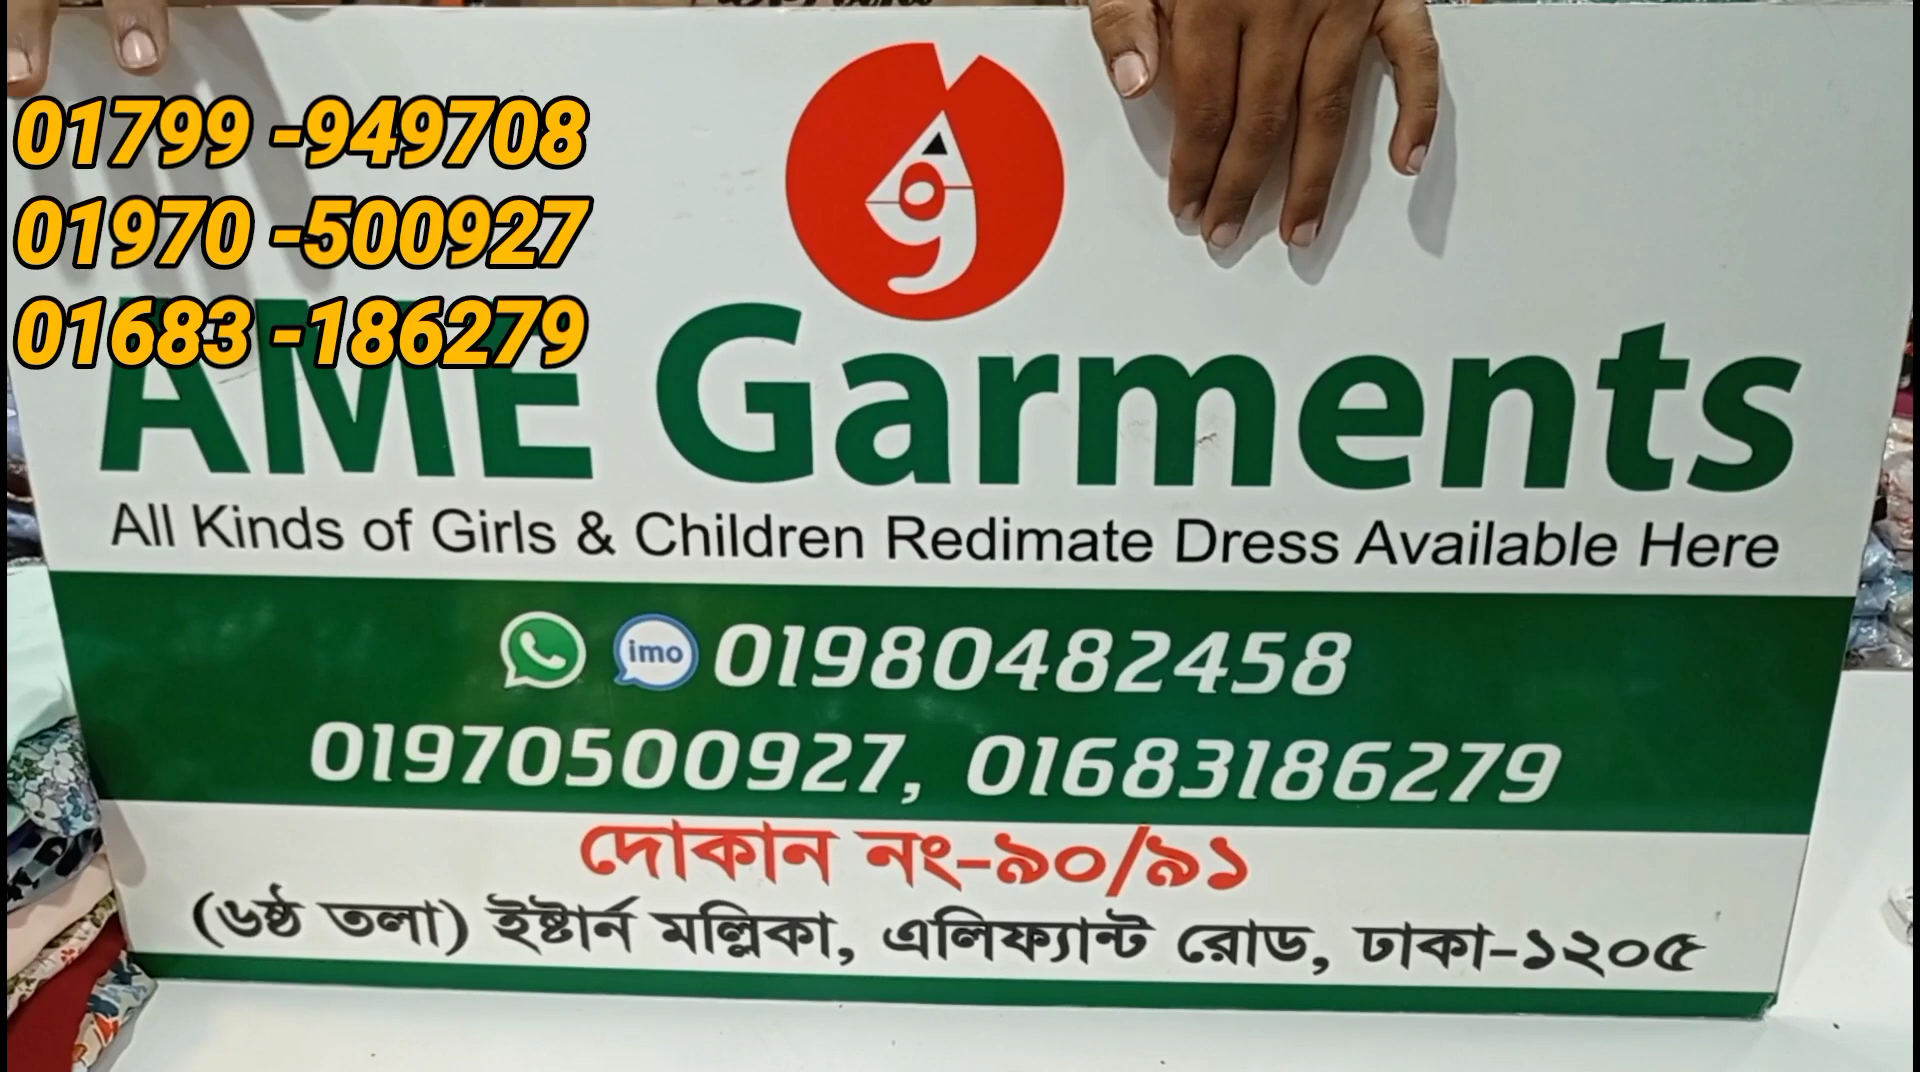 01799 -949708
01970 -500927
01683 -186279
AME Garments
All Kinds of Girls & Children Redimate Dress Available Here
imo 01980482458
01970500927, 01683186279
দোকান নং-৯০/৯১
(৬ষ্ঠ তলা) ইষ্টার্ন মল্লিকা, এলিফ্যান্ট রোড, ঢাকা-১২০৫